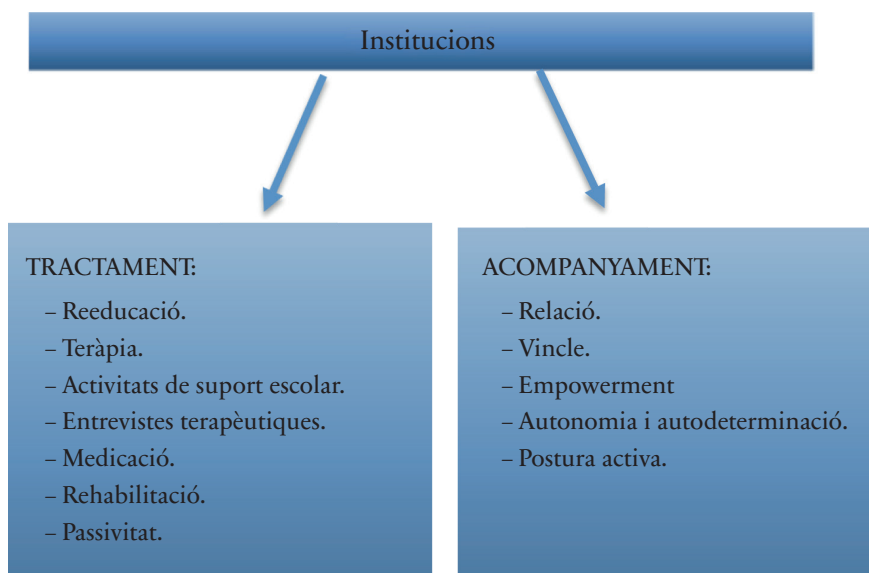 Institucions
TRACTAMENT:
– Reeducació.
– Teràpia.
– Activitats de suport escolar.
– Entrevistes terapèutiques.
– Medicació.
– Rehabilitació.
– Passivitat.
ACOMPANYAMENT:
– Relació.
– Vincle.
– Empowerment
– Autonomia i autodeterminació.
– Postura activa.